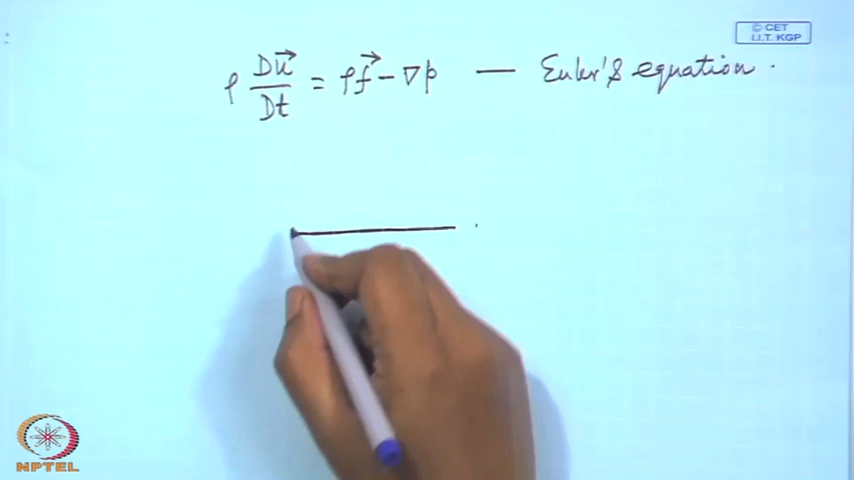 © CET
I.I.T. KGP
ρ Du⃗/Dt = ρf⃗ - ∇p — Euler's equation.
NPTEL